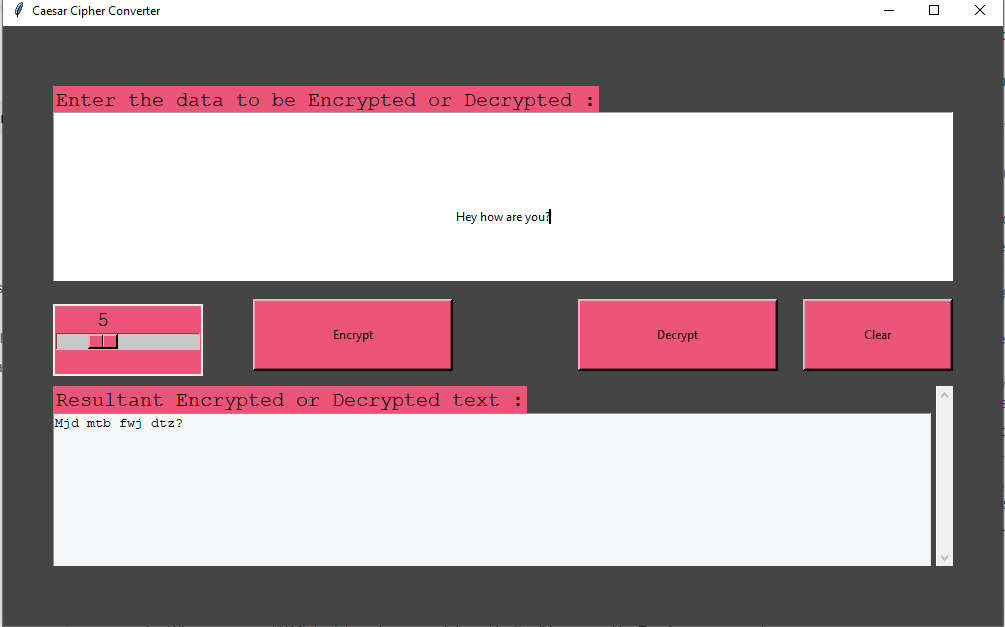 Caesar Cipher Converter
Enter the data to be Encrypted or Decrypted :
Hey how are you?
5
Encrypt
Decrypt
Clear
Resultant Encrypted or Decrypted text :
Mjd mtb fwj dtz?